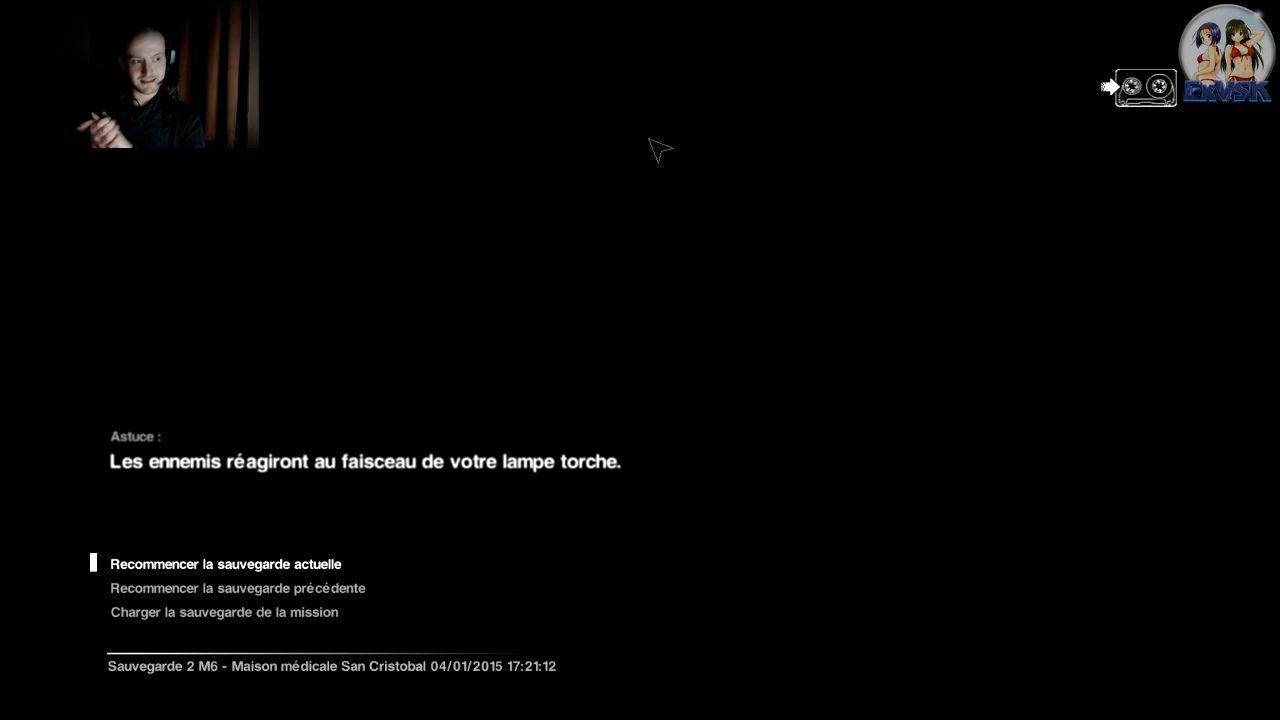 Astuce :
Les ennemis réagiront au faisceau de votre lampe torche.
Recommencer la sauvegarde actuelle
Recommencer la sauvegarde précédente
Charger la sauvegarde de la mission
Sauvegarde 2 M6 - Maison médicale San Cristobal 04/01/2015 17:21:12